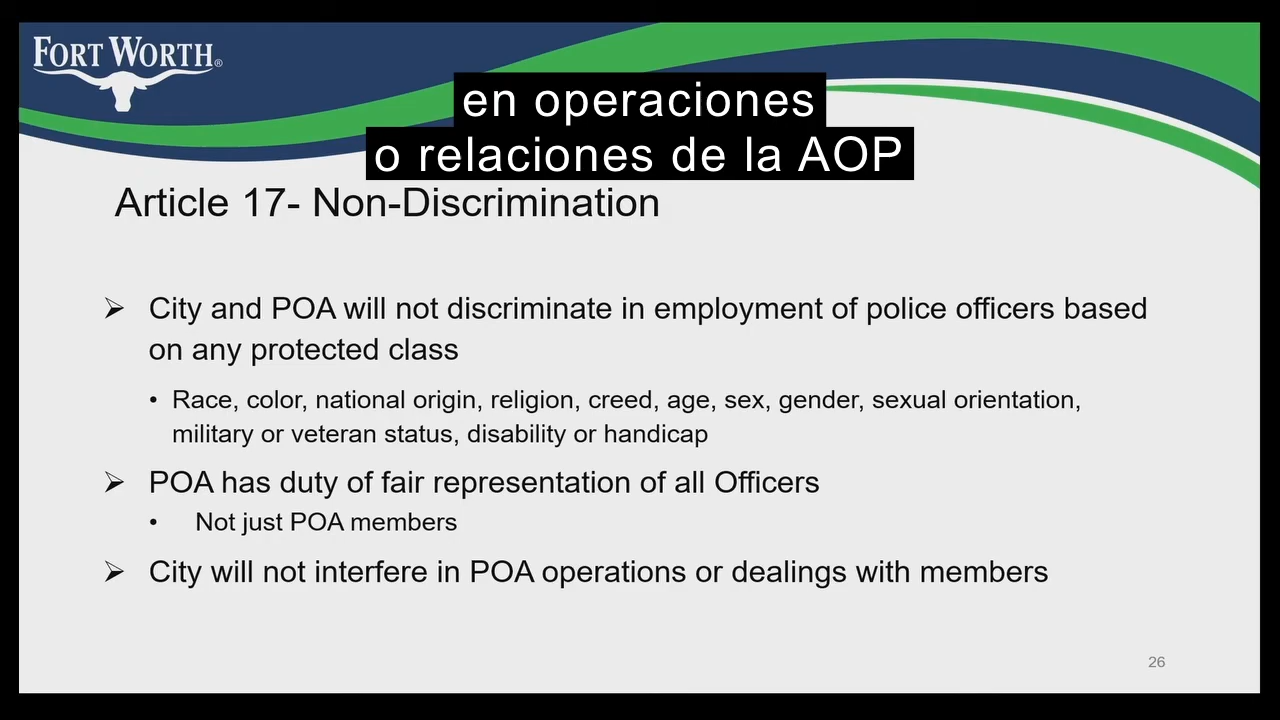 FORT WORTH®
en operaciones
o relaciones de la AOP
Article 17- Non-Discrimination
➢ City and POA will not discriminate in employment of police officers based
on any protected class
• Race, color, national origin, religion, creed, age, sex, gender, sexual orientation,
military or veteran status, disability or handicap
➢ POA has duty of fair representation of all Officers
• Not just POA members
➢ City will not interfere in POA operations or dealings with members
26